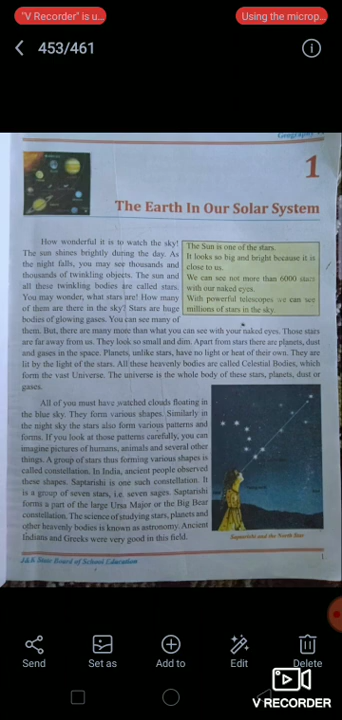 "V Recorder" is u...
Using the microp...
453/461
Geography
1
The Earth In Our Solar System
How wonderful it is to watch the sky!
The sun shines brightly during the day. As
the night falls, you may see thousands and
thousands of twinkling objects. The sun and
all these twinkling bodies are called stars.
You may wonder, what stars are! How many
of them are there in the sky? Stars are huge
bodies of glowing gases. You can see many of
The Sun is one of the stars.
It looks so big and bright because it is
close to us.
We can see not more than 6000 stars
with our naked eyes.
With powerful telescopes we can see
millions of stars in the sky.
them. But, there are many more than what you can see with your naked eyes. Those stars
are far away from us. They look so small and dim. Apart from stars there are planets, dust
and gases in the space. Planets, unlike stars, have no light or heat of their own. They are
lit by the light of the stars. All these heavenly bodies are called Celestial Bodies, which
form the vast Universe. The universe is the whole body of these stars, planets, dust or
gases.
All of you must have watched clouds floating in
the blue sky. They form various shapes. Similarly in
the night sky the stars also form various patterns and
forms. If you look at those patterns carefully, you can
imagine pictures of humans, animals and several other
things. A group of stars thus forming various shapes is
called constellation. In India, ancient people observed
these shapes. Saptarishi is one such constellation. It
is a group of seven stars, i.e. seven sages. Saptarishi
forms a part of the large Ursa Major or the Big Bear
constellation. The science of studying stars, planets and
other heavenly bodies is known as astronomy. Ancient
Indians and Greeks were very good in this field.
Saptarishi and the North Star
J&K State Board of School Education
1
Send
Set as
Add to
Edit
Delete
V RECORDER